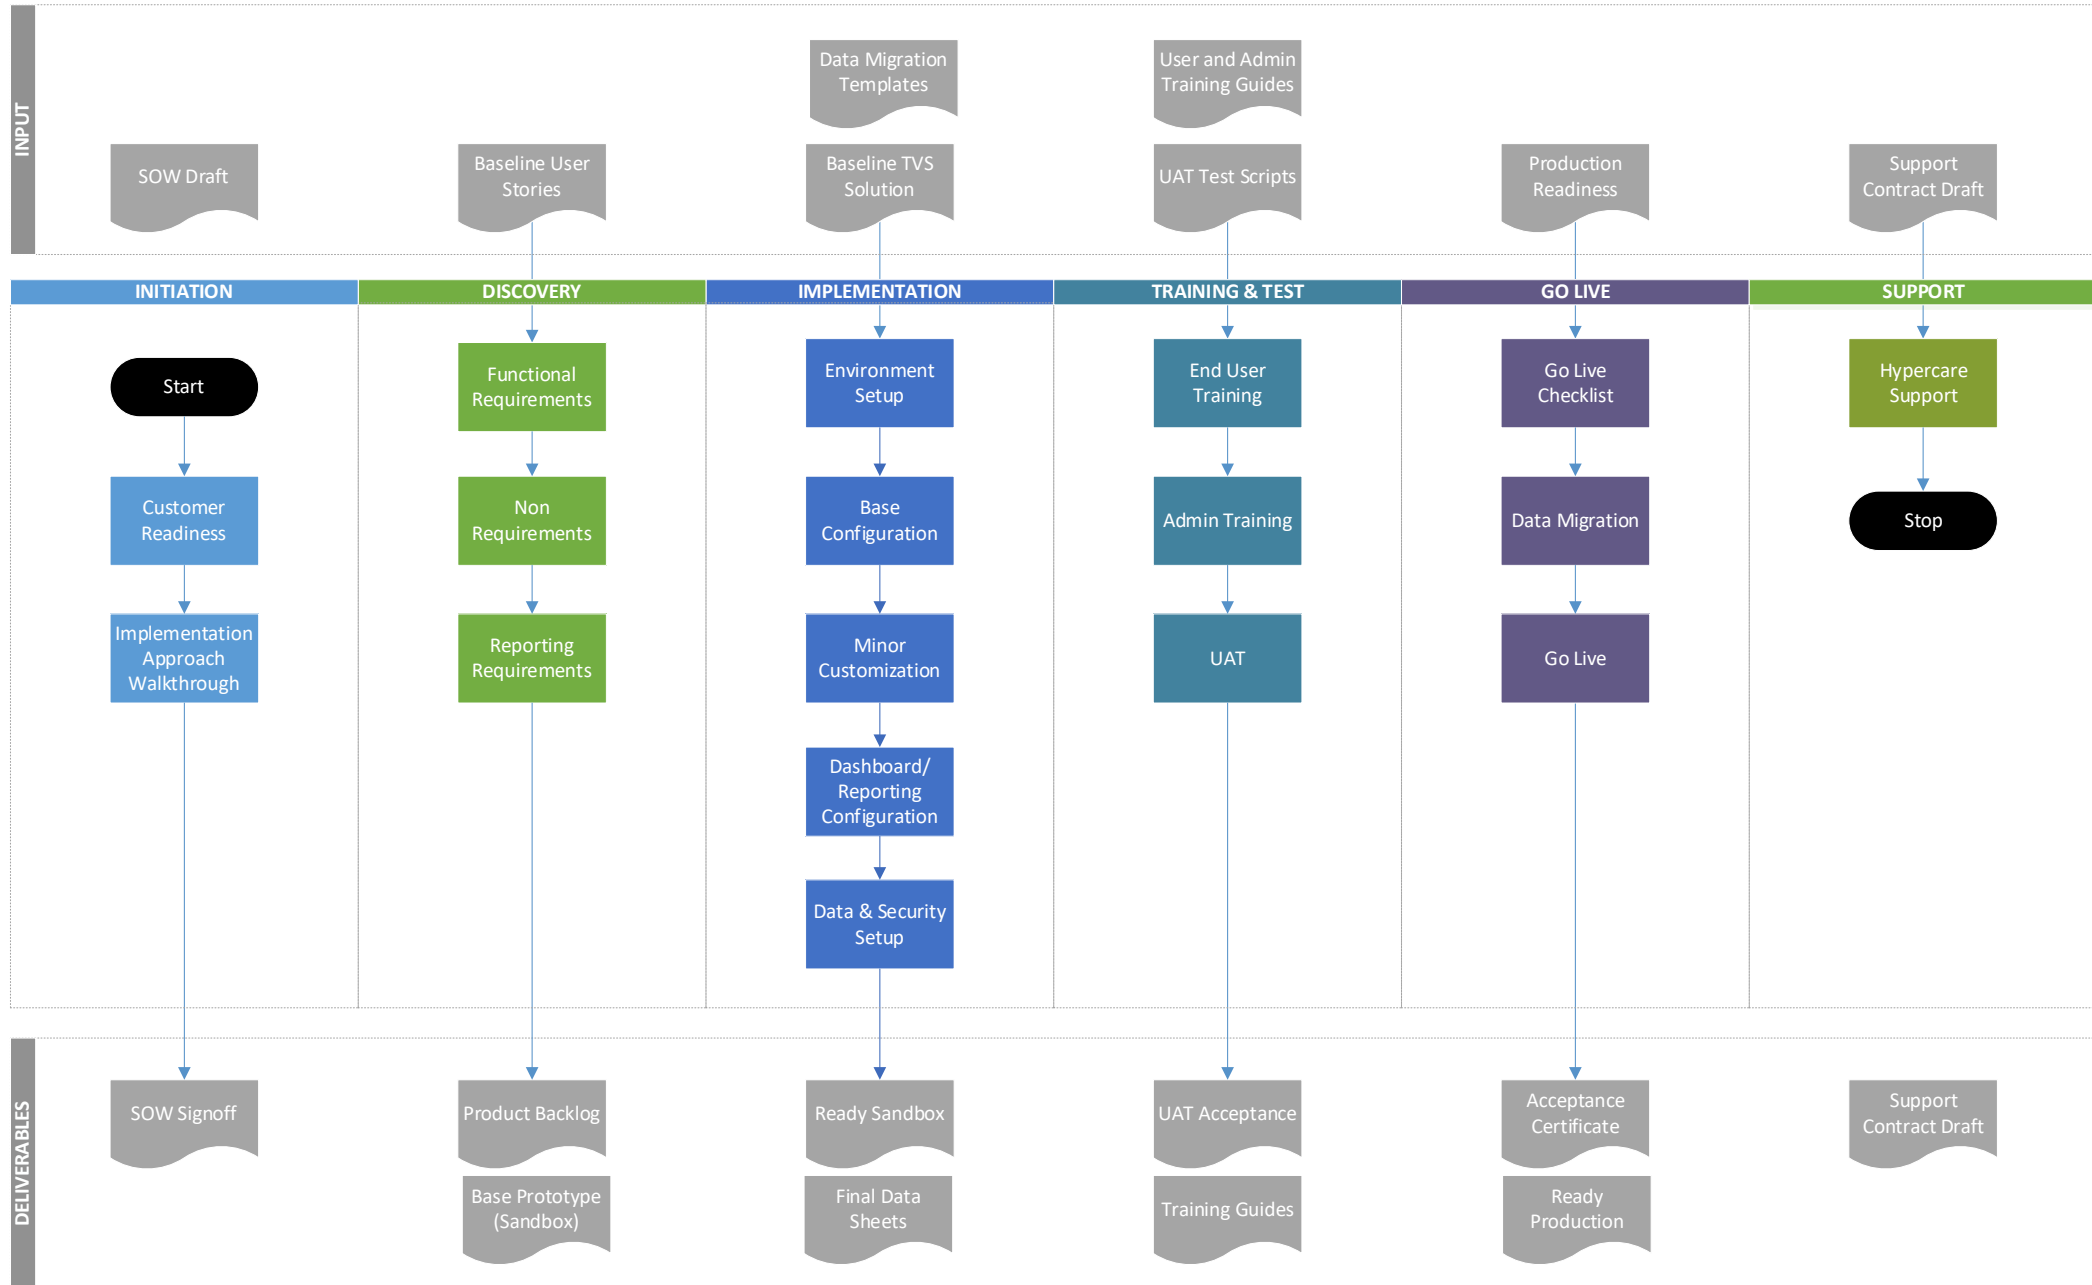 INPUT
Data Migration
Templates
User and Admin
Training Guides
SOW Draft
Baseline User
Stories
Baseline TVS
Solution
UAT Test Scripts
Production
Readiness
Support
Contract Draft
INITIATION
DISCOVERY
IMPLEMENTATION
TRAINING & TEST
GO LIVE
SUPPORT
Start
Customer
Readiness
Implementation
Approach
Walkthrough
Functional
Requirements
Non
Requirements
Reporting
Requirements
Environment
Setup
Base
Configuration
Minor
Customization
Dashboard/
Reporting
Configuration
Data & Security
Setup
End User
Training
Admin Training
UAT
Go Live
Checklist
Data Migration
Go Live
Hypercare
Support
Stop
DELIVERABLES
SOW Signoff
Product Backlog
Base Prototype
(Sandbox)
Ready Sandbox
Final Data
Sheets
UAT Acceptance
Training Guides
Acceptance
Certificate
Ready
Production
Support
Contract Draft